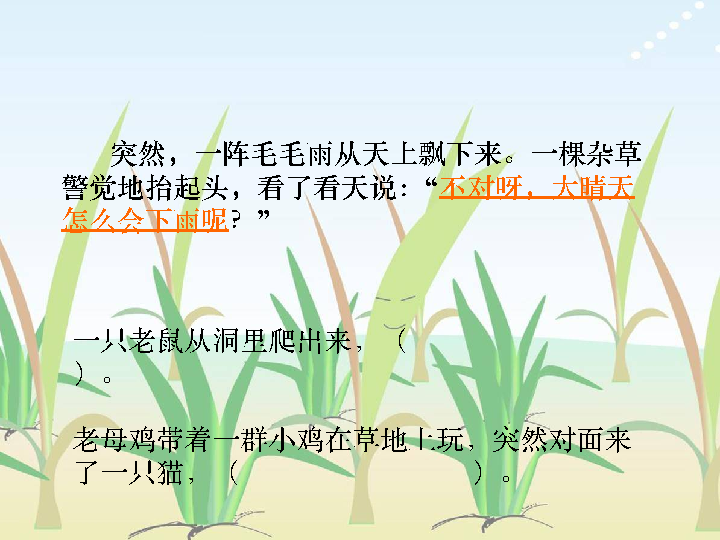 突然，一阵毛毛雨从天上飘下来。一棵杂草
警觉地抬起头，看了看天说：“不对呀，大晴天
怎么会下雨呢？”
一只老鼠从洞里爬出来，（
）。
老母鸡带着一群小鸡在草地上玩，突然对面来
了一只猫，（                ）。